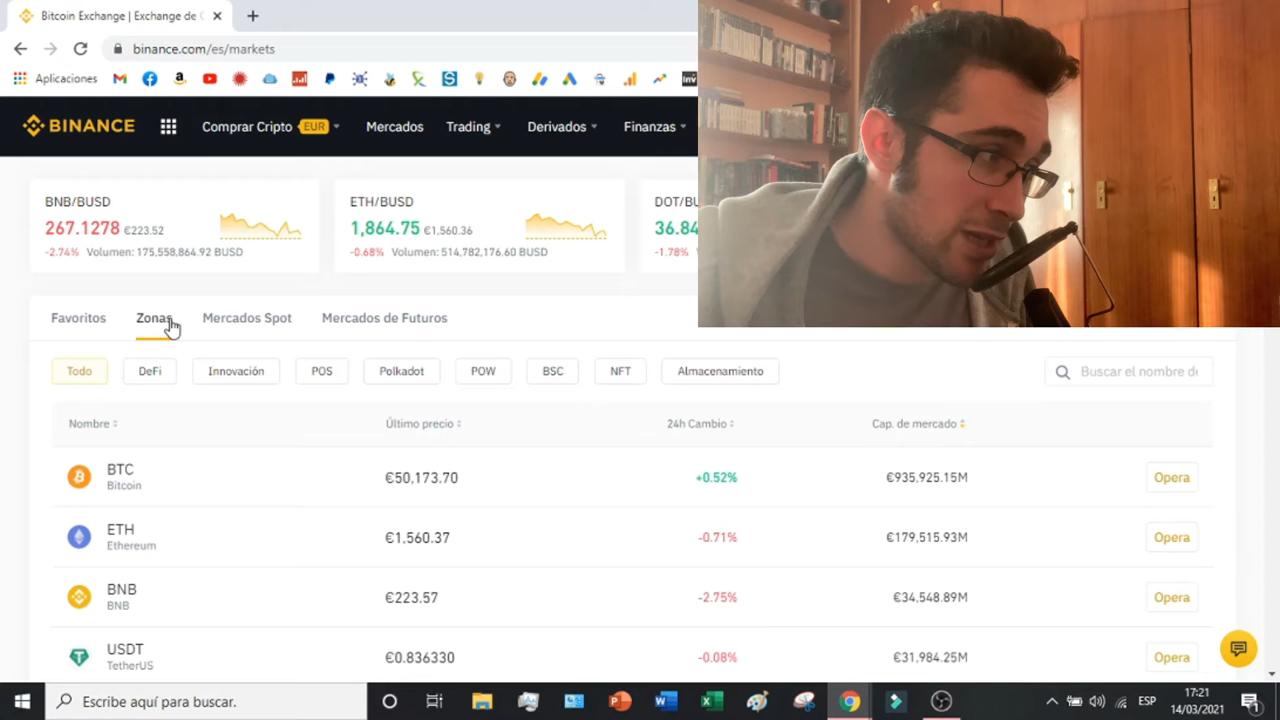 Bitcoin Exchange | Exchange de
binance.com/es/markets
Aplicaciones
BINANCE
Comprar Cripto EUR
Mercados
Trading
Derivados
Finanzas
BNB/BUSD
267.1278 €223.52
-2.74% Volumen: 175,558,864.92 BUSD
ETH/BUSD
1,864.75 €1,560.36
-0.68% Volumen: 514,782,176.60 BUSD
DOT/BU
36.84
-1.78%
Favoritos
Zonas
Mercados Spot
Mercados de Futuros
Todo
DeFi
Innovación
POS
Polkadot
POW
BSC
NFT
Almacenamiento
Buscar el nombre de
Nombre
Último precio
24h Cambio
Cap. de mercado
BTC
Bitcoin
€50,173.70
+0.52%
€935,925.15M
Opera
ETH
Ethereum
€1,560.37
-0.71%
€179,515.93M
Opera
BNB
BNB
€223.57
-2.75%
€34,548.89M
Opera
USDT
TetherUS
€0.836330
-0.08%
€31,984.25M
Opera
Escribe aquí para buscar.
ESP
17:21
14/03/2021